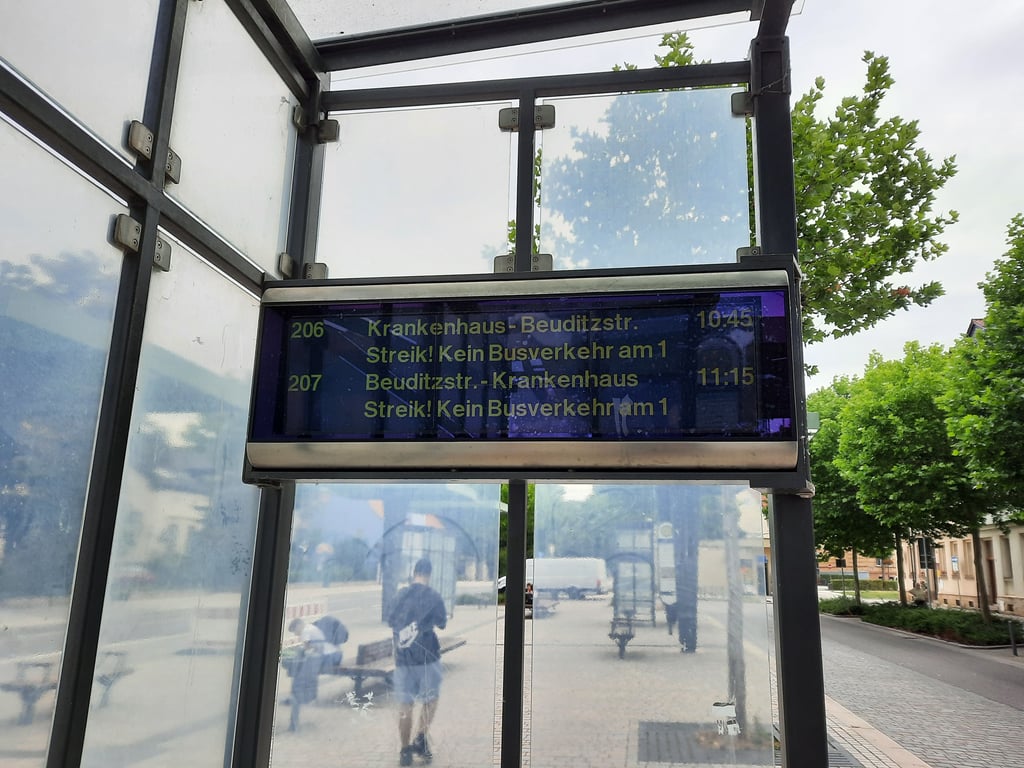 206 Krankenhaus - Beuditzstr. 10:45
Streik! Kein Busverkehr am 1
207 Beuditzstr. - Krankenhaus 11:15
Streik! Kein Busverkehr am 1